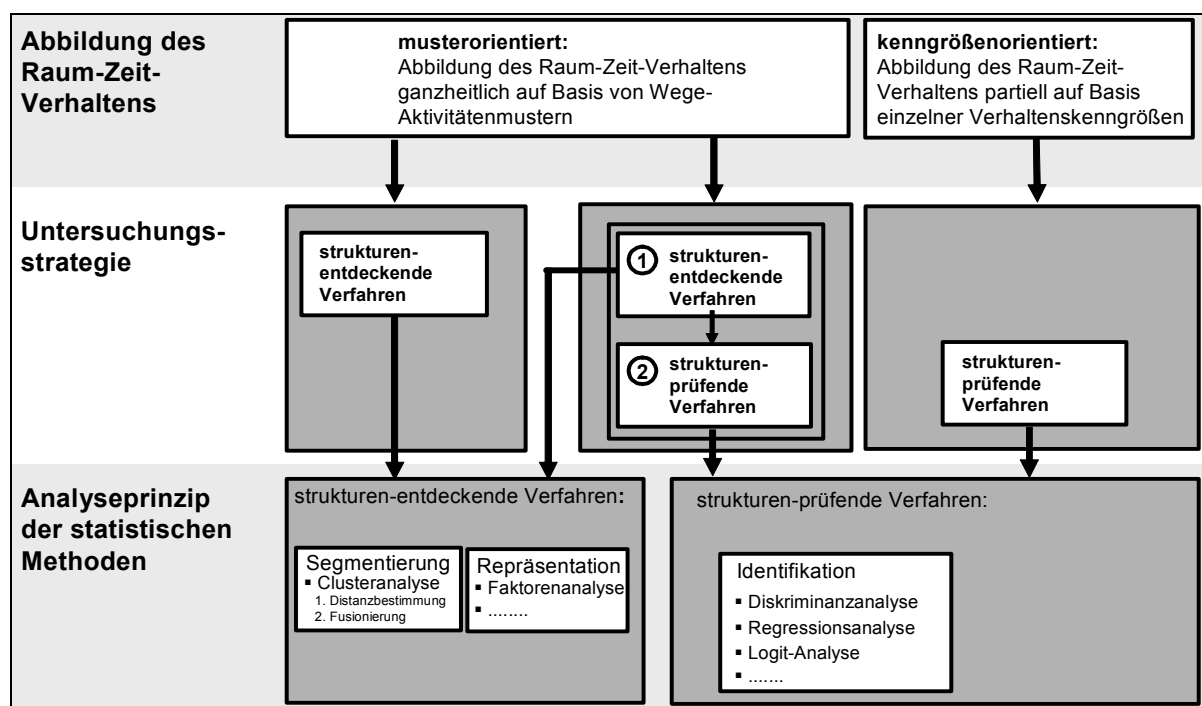 Abbildung des
Raum-Zeit-
Verhaltens
musterorientiert:
Abbildung des Raum-Zeit-Verhaltens
ganzheitlich auf Basis von Wege-
Aktivitätenmustern
kenngrößenorientiert:
Abbildung des Raum-Zeit-
Verhaltens partiell auf Basis
einzelner Verhaltenskenngrößen
Untersuchungs-
strategie
strukturen-
entdeckende
Verfahren
1
strukturen-
entdeckende
Verfahren
2
strukturen-
prüfende
Verfahren
strukturen-
prüfende
Verfahren
Analyseprinzip
der statistischen
Methoden
strukturen-entdeckende Verfahren:
Segmentierung
▪ Clusteranalyse
1. Distanzbestimmung
2. Fusionierung
Repräsentation
▪ Faktorenanalyse
▪ ........
strukturen-prüfende Verfahren:
Identifikation
▪ Diskriminanzanalyse
▪ Regressionsanalyse
▪ Logit-Analyse
▪ .......